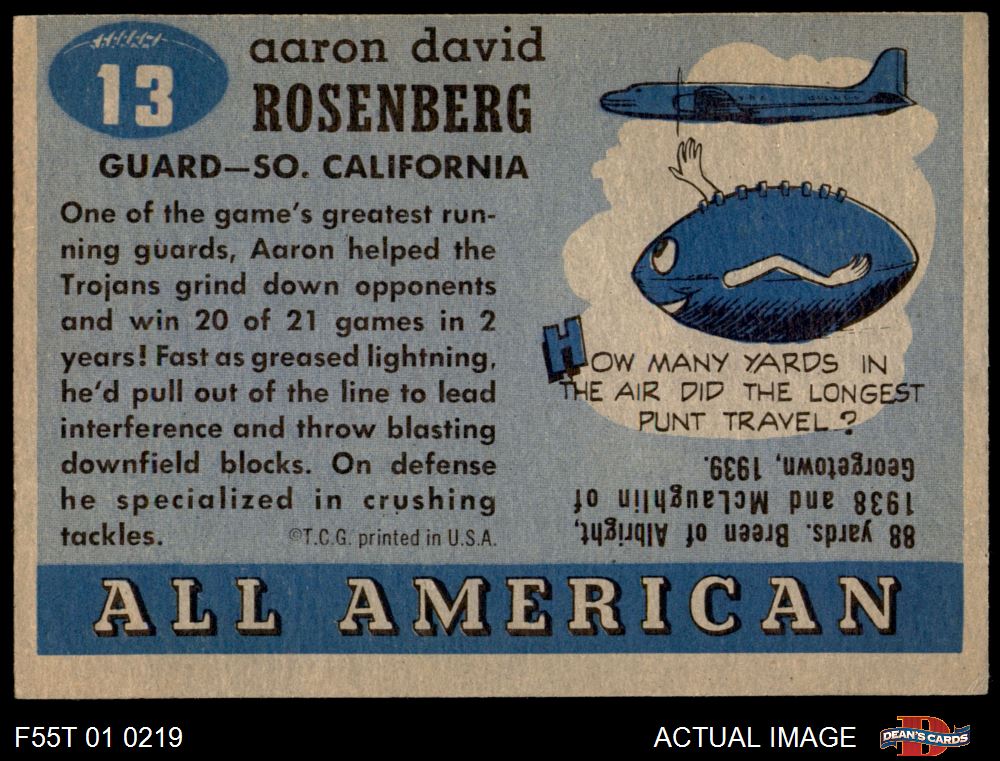 13
aaron david
ROSENBERG
GUARD—SO. CALIFORNIA
One of the game's greatest run-
ning guards, Aaron helped the
Trojans grind down opponents
and win 20 of 21 games in 2
years! Fast as greased lightning,
he'd pull out of the line to lead
interference and throw blasting
downfield blocks. On defense
he specialized in crushing
tackles.
©T.C.G. printed in U.S.A.
HOW MANY YARDS IN
THE AIR DID THE LONGEST
PUNT TRAVEL?
88 yards. Breen of Albright,
1938 and McLaughlin of
Georgetown, 1939.
ALL AMERICAN
F55T 01 0219
ACTUAL IMAGE
D
DEAN'S CARDS